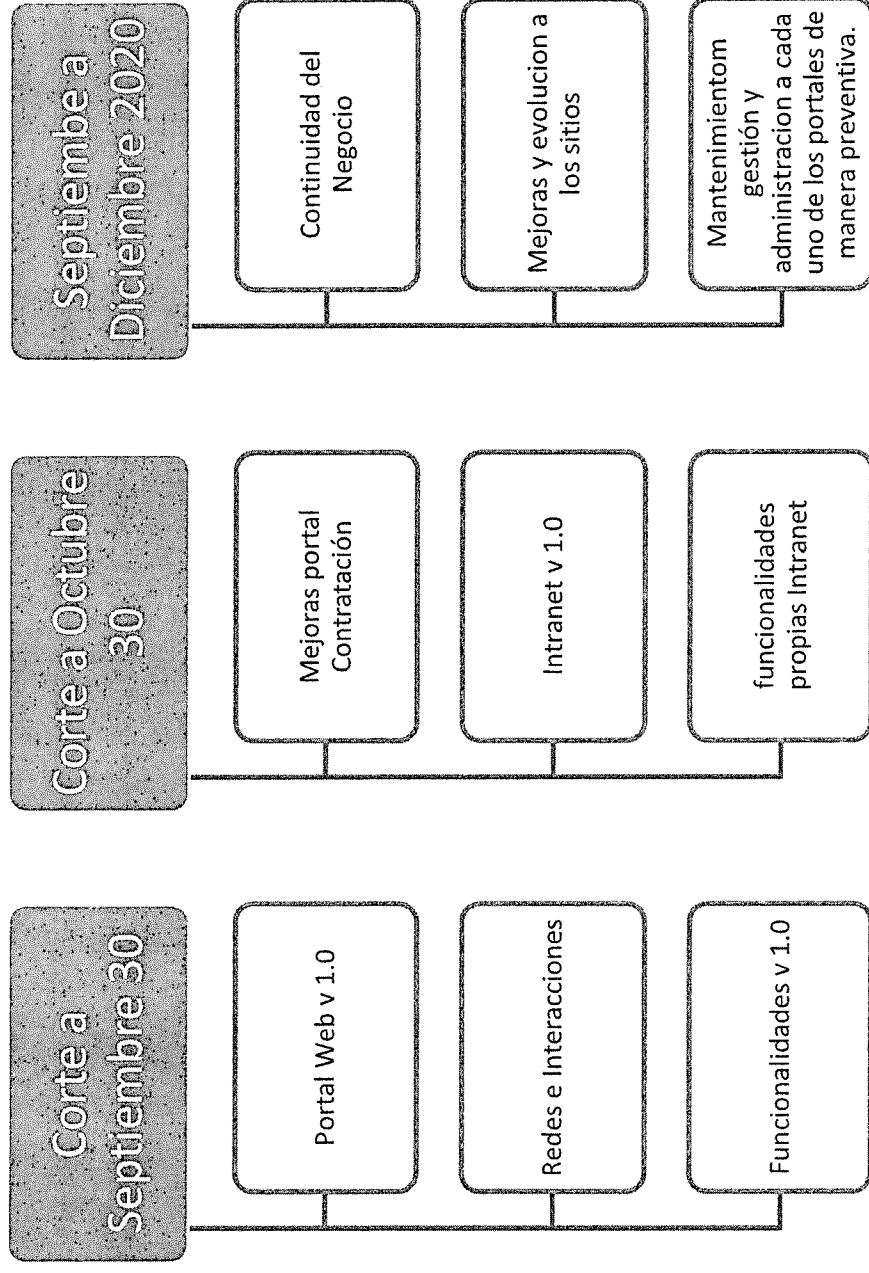 Corte a
Septiembre 30
Portal Web v 1.0
Redes e Interacciones
Funcionalidades v 1.0
Corte a Octubre
30
Mejoras portal
Contratación
Intranet v 1.0
funcionalidades
propias Intranet
Septiembe a
Diciembre 2020
Continuidad del
Negocio
Mejoras y evolucion a
los sitios
Mantenimientom
gestión y
administracion a cada
uno de los portales de
manera preventiva.